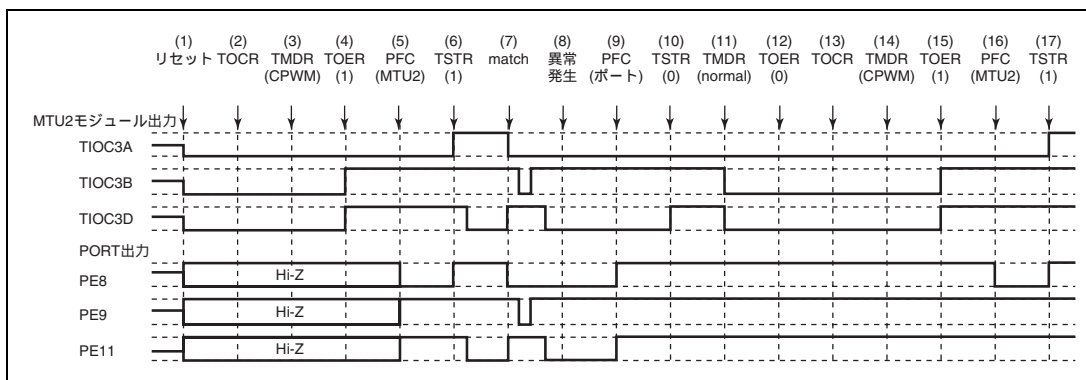 (1) (2) (3) (4) (5) (6) (7) (8) (9) (10) (11) (12) (13) (14) (15) (16) (17)
リセット TOCR TMDR TOER PFC TSTR match 異常 PFC TSTR TMDR TOER TOCR TMDR TOER PFC TSTR
(CPWM) (1) (MTU2) (1) 発生 (ポート) (0) (normal) (0) (CPWM) (1) (MTU2) (1)
MTU2モジュール出力
TIOC3A
TIOC3B
TIOC3D
PORT出力
PE8 Hi-Z
PE9 Hi-Z
PE11 Hi-Z